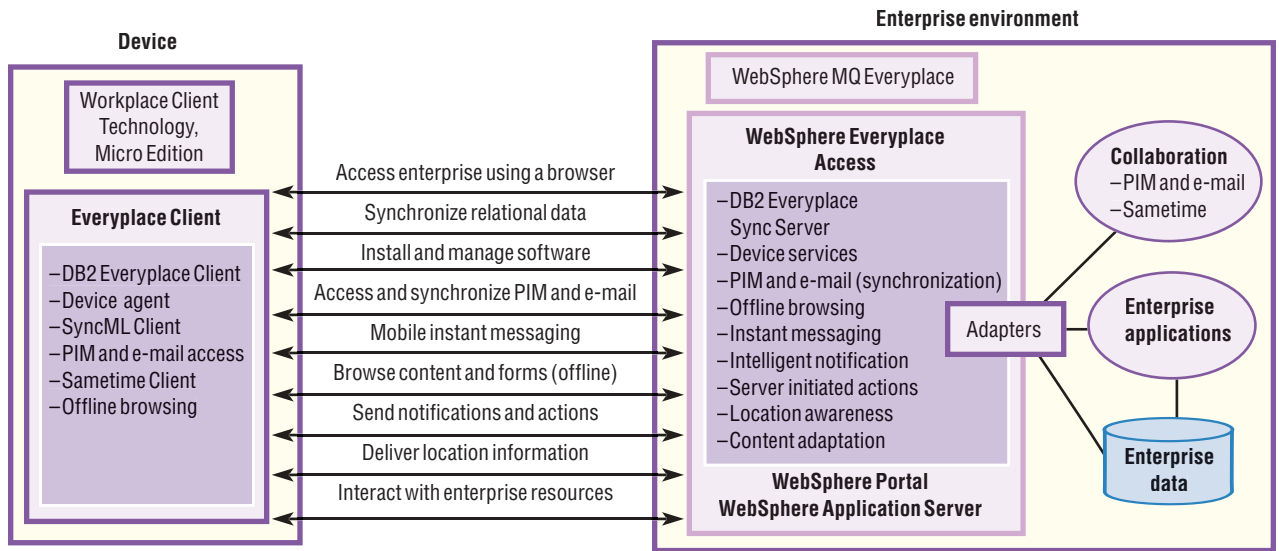 Device
Workplace Client
Technology,
Micro Edition
Everyplace Client
–DB2 Everyplace Client
–Device agent
–SyncML Client
–PIM and e-mail access
–Sametime Client
–Offline browsing
Access enterprise using a browser
Synchronize relational data
Install and manage software
Access and synchronize PIM and e-mail
Mobile instant messaging
Browse content and forms (offline)
Send notifications and actions
Deliver location information
Interact with enterprise resources
Enterprise environment
WebSphere MQ Everyplace
WebSphere Everyplace
Access
–DB2 Everyplace
Sync Server
–Device services
–PIM and e-mail (synchronization)
–Offline browsing
–Instant messaging
–Intelligent notification
–Server initiated actions
–Location awareness
–Content adaptation
WebSphere Portal
WebSphere Application Server
Adapters
Collaboration
–PIM and e-mail
–Sametime
Enterprise
applications
Enterprise
data